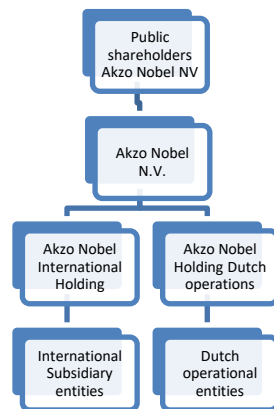 Public
shareholders
Akzo Nobel NV
Akzo Nobel
N.V.
Akzo Nobel
International
Holding
Akzo Nobel
Holding Dutch
operations
International
Subsidiary
entities
Dutch
operational
entities